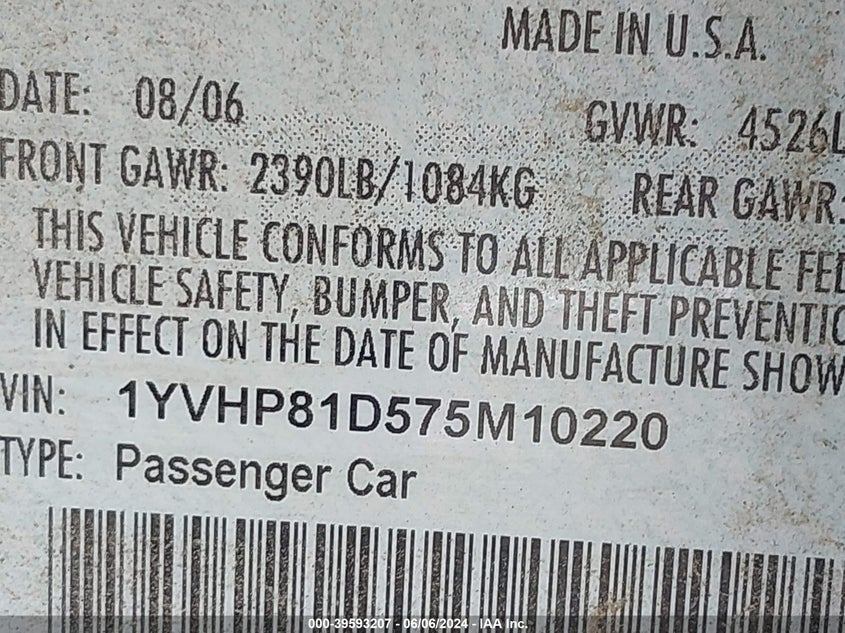 MADE IN U.S.A.
DATE: 08/06
GVWR: 4526L
FRONT GAWR: 2390LB/1084KG REAR GAWR:
THIS VEHICLE CONFORMS TO ALL APPLICABLE FED
VEHICLE SAFETY, BUMPER, AND THEFT PREVENTIO
IN EFFECT ON THE DATE OF MANUFACTURE SHOW
VIN: 1YVHP81D575M10220
TYPE: Passenger Car
000-39593207 - 06/06/2024 - IAA Inc.